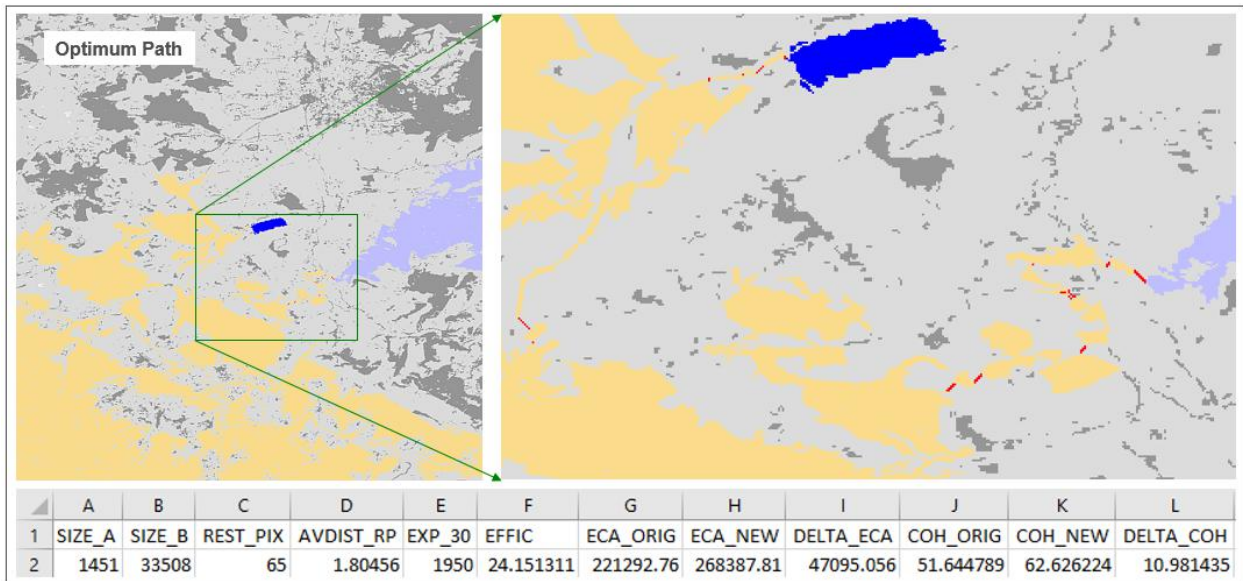 Optimum Path
A B C D E F G H I J K L
1 SIZE_A SIZE_B REST_PIX AVDIST_RP EXP_30 EFFIC ECA_ORIG ECA_NEW DELTA_ECA COH_ORIG COH_NEW DELTA_COH
2 1451 33508 65 1.80456 1950 24.151311 221292.76 268387.81 47095.056 51.644789 62.626224 10.981435